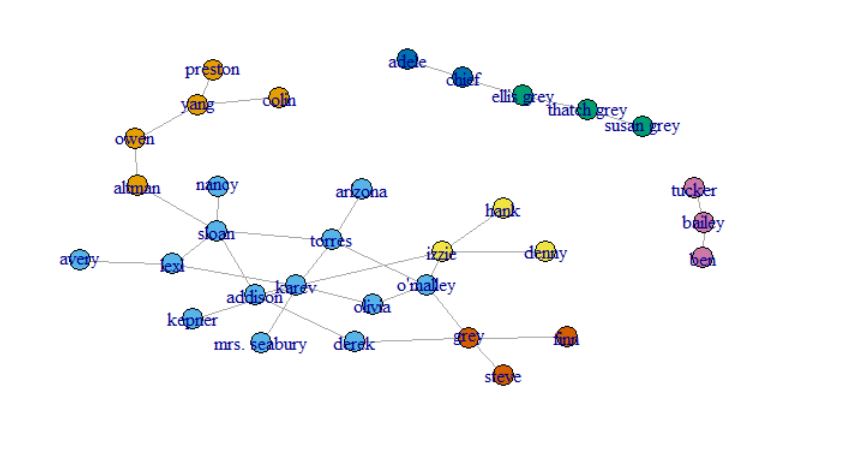 adele
preston
chief
colin
ellis grey
yang
thatch grey
susan grey
owen
altman
nancy
arizona
tucker
hank
bailey
sloan
torres
izzie
denny
avery
lexi
ben
addison
karev
o'malley
olivia
kepner
mrs. seabury
derek
grey
finn
steve